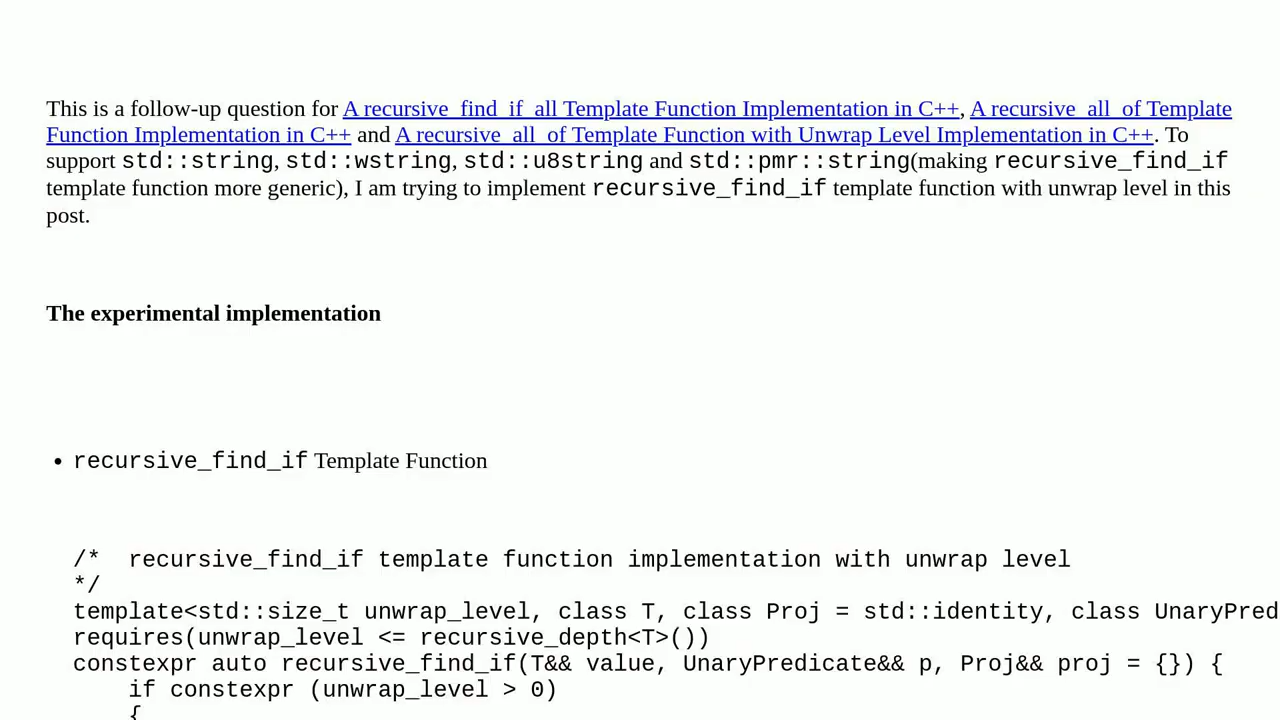 This is a follow-up question for A recursive_find_if_all Template Function Implementation in C++, A recursive_all_of Template
Function Implementation in C++ and A recursive_all_of Template Function with Unwrap Level Implementation in C++. To
support std::string, std::wstring, std::u8string and std::pmr::string(making recursive_find_if
template function more generic), I am trying to implement recursive_find_if template function with unwrap level in this
post.
The experimental implementation
• recursive_find_if Template Function
/*  recursive_find_if template function implementation with unwrap level
*/
template<std::size_t unwrap_level, class T, class Proj = std::identity, class UnaryPred
requires(unwrap_level <= recursive_depth<T>())
constexpr auto recursive_find_if(T&& value, UnaryPredicate&& p, Proj&& proj = {}) {
    if constexpr (unwrap_level > 0)
    {